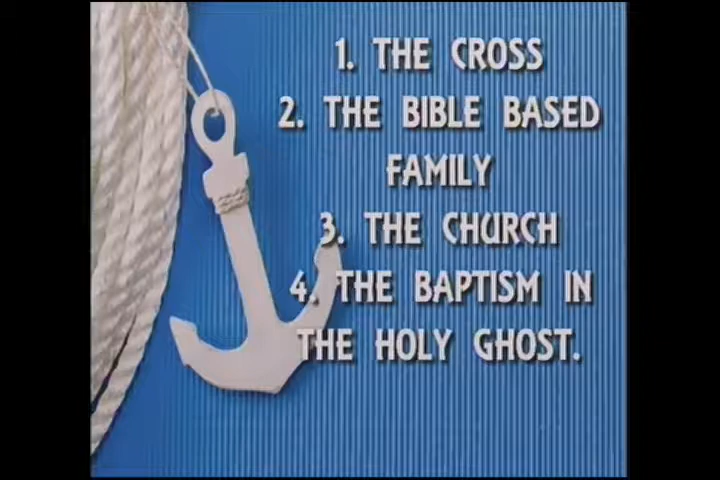 1. THE CROSS
2. THE BIBLE BASED
FAMILY
3. THE CHURCH
4. THE BAPTISM IN
THE HOLY GHOST.